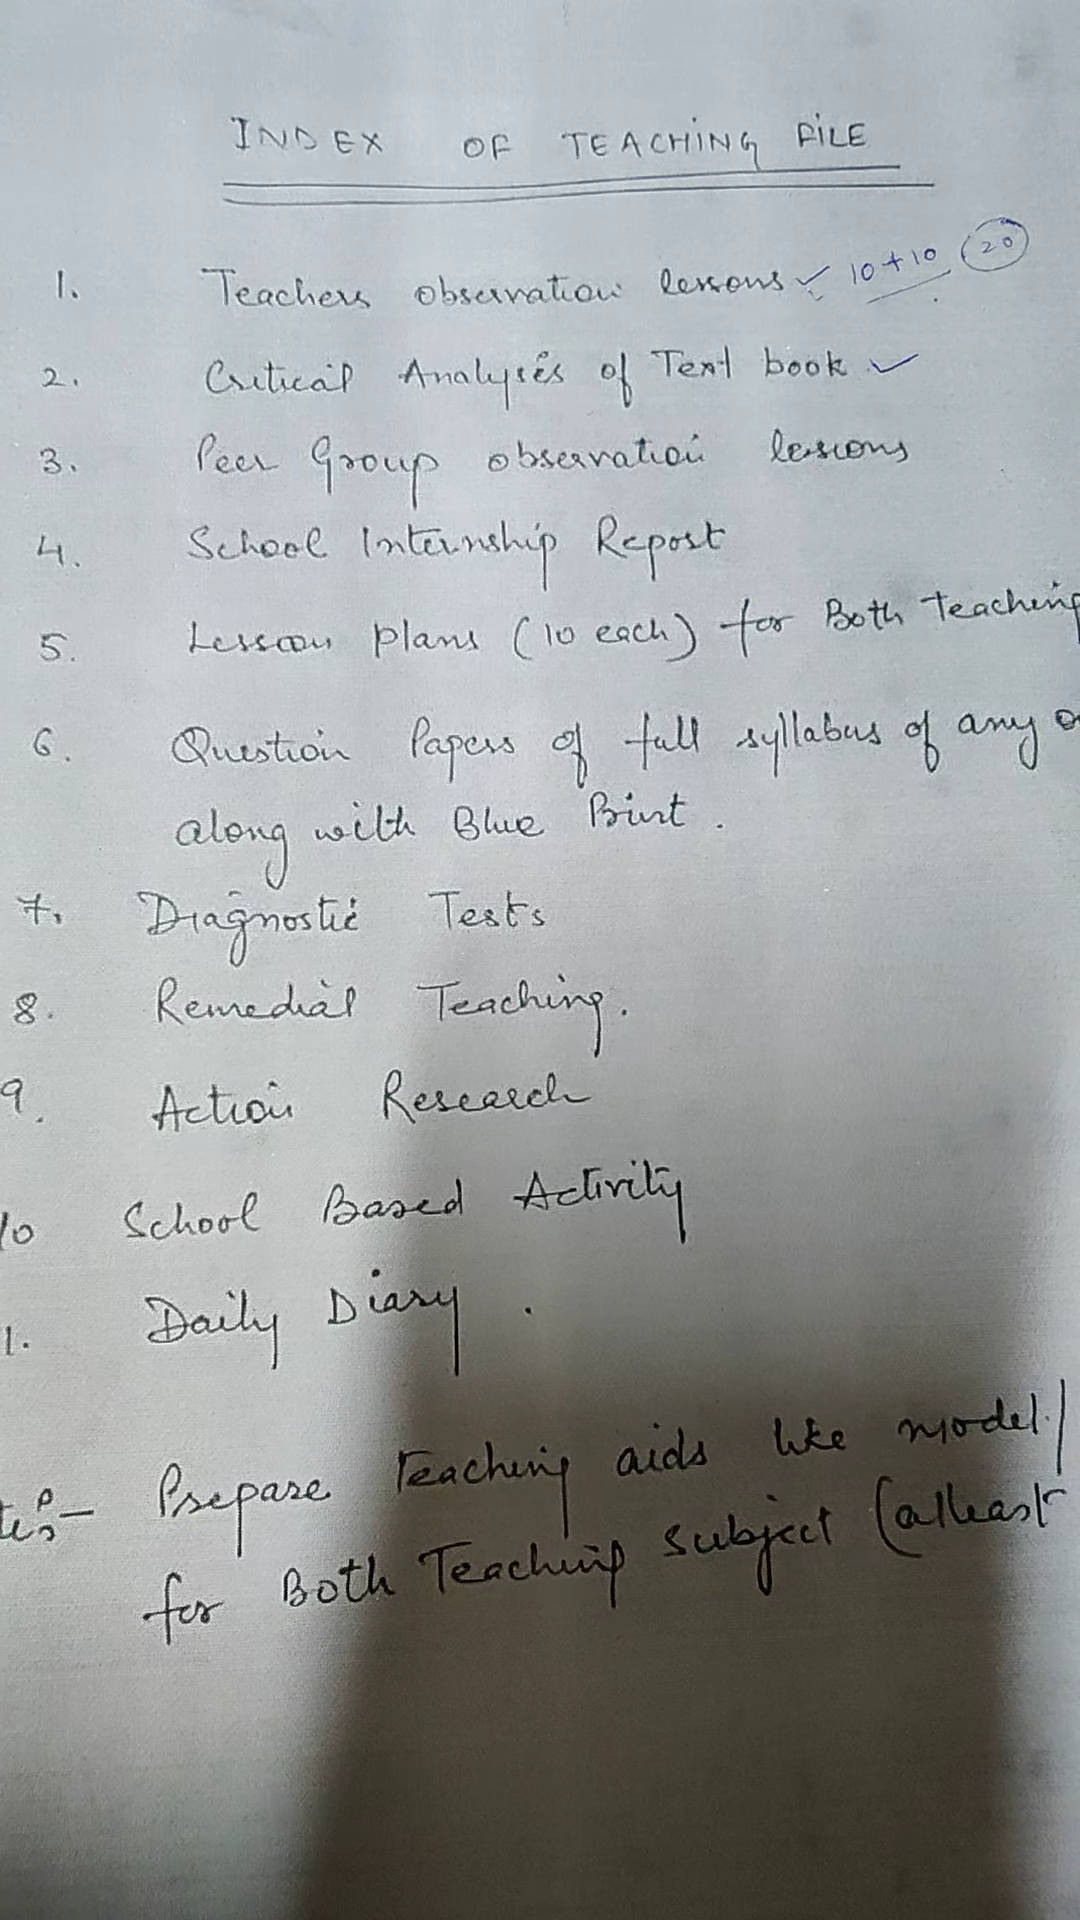 INDEX OF TEACHING FILE
1. Teachers observation lessons ✓ 10+10 20
2. Critical Analysis of Text book ✓
3. Peer Group observation lessons
4. School Internship Report
5. Lesson Plans (10 each) for Both Teaching
6. Question Papers of full syllabus of any
along with Blue Print.
7. Diagnostic Tests
8. Remedial Teaching.
9. Action Research
10 School Based Activity
1. Daily Diary.
Prepare Teaching aids like model/
for Both Teaching subject (atleast